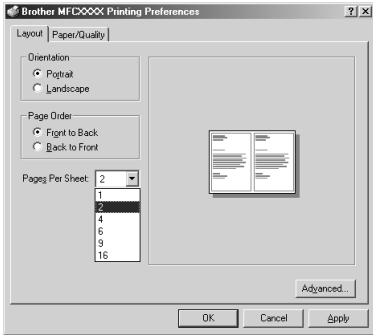 Brother MFCXXXX Printing Preferences
Layout Paper/Quality
Orientation
Portrait
Landscape
Page Order
Front to Back
Back to Front
Pages Per Sheet: 2
1
2
4
6
9
16
Advanced...
OK Cancel Apply